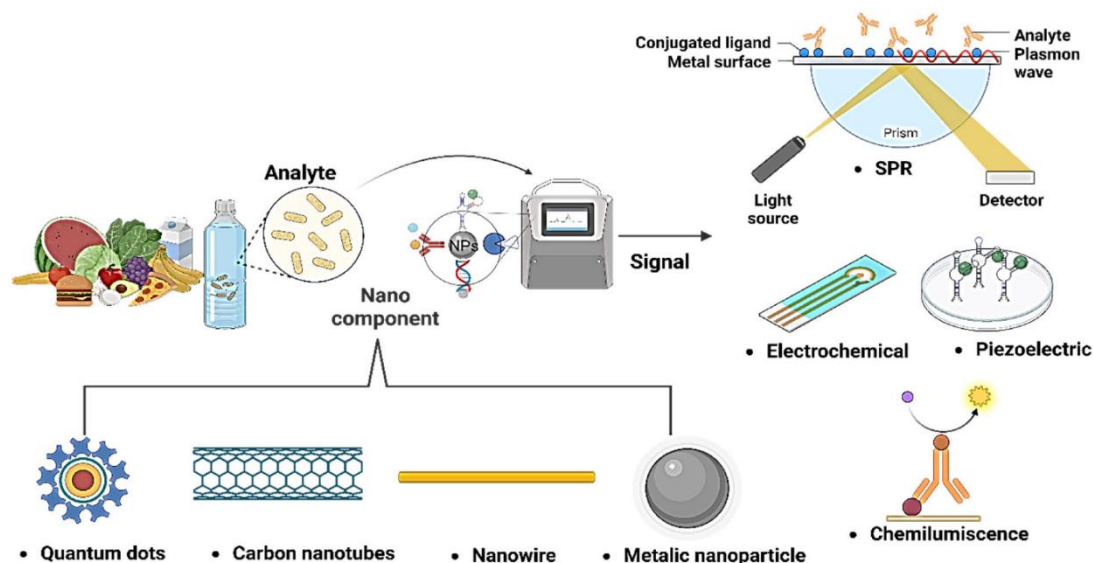 Conjugated ligand
Metal surface
Analyte
Plasmon
wave
Prism
• SPR
Light
source
Detector
Analyte
NPs
Signal
Nano
component
• Electrochemical
• Piezoelectric
• Quantum dots
• Carbon nanotubes
• Nanowire
• Metalic nanoparticle
• Chemilumiscence